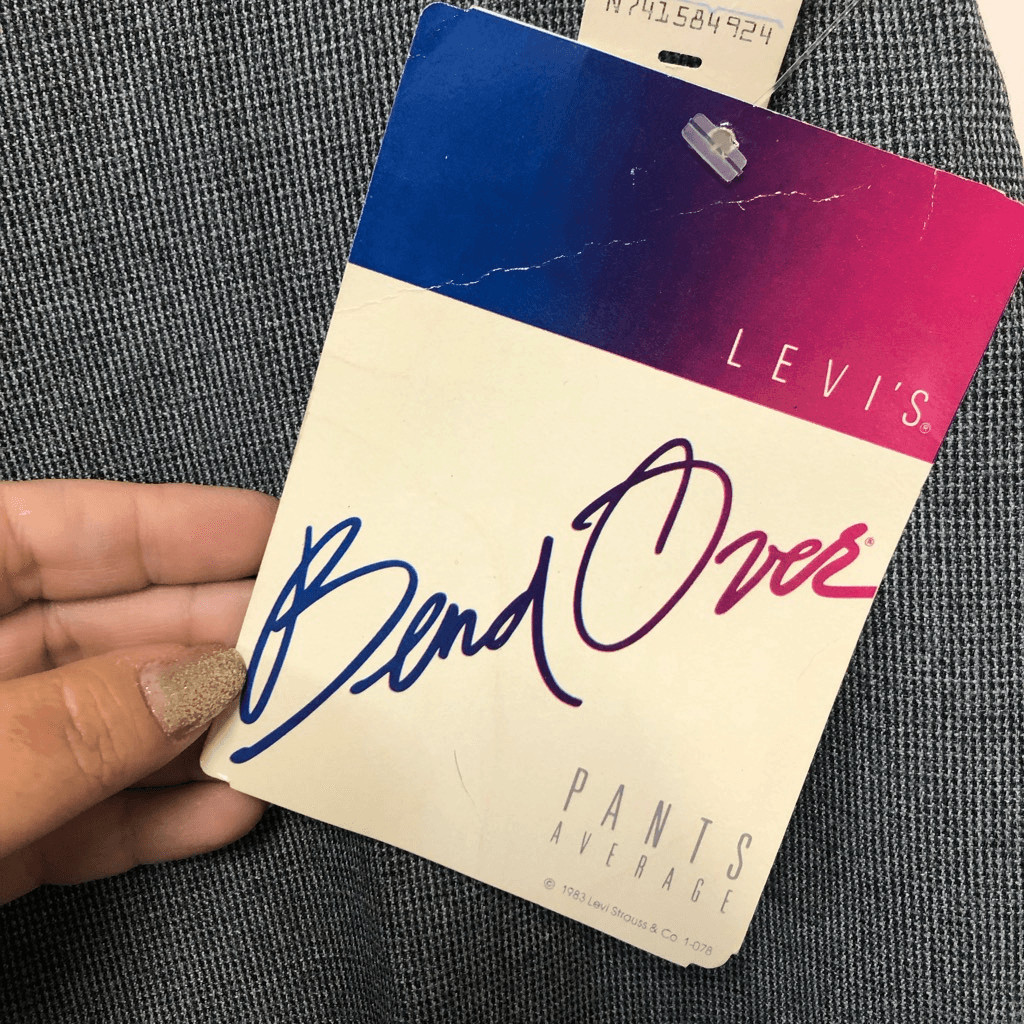 N741584924
LEVI'S®
Bend Over®
PANTS
AVERAGE
© 1983 Levi Strauss & Co. 1-078